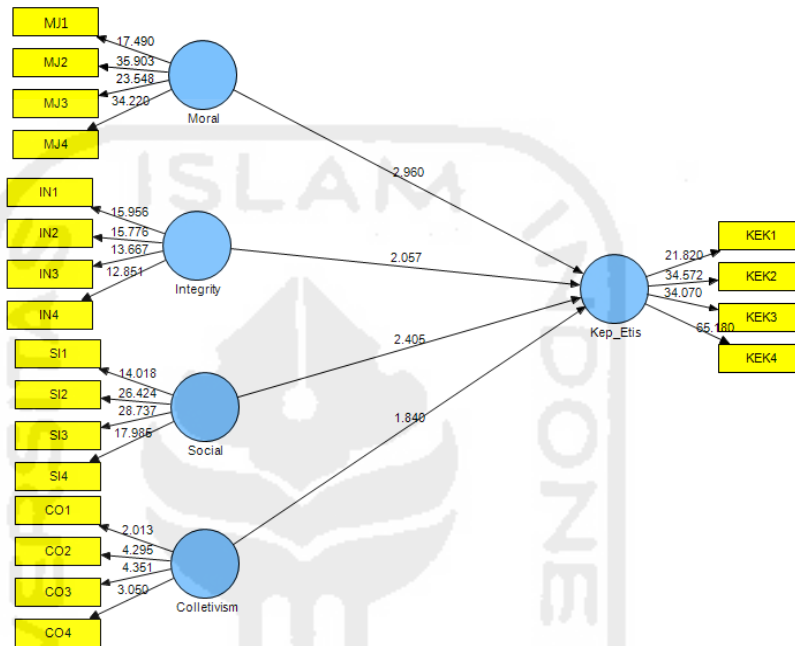 MJ1
17.490
MJ2
35.903
MJ3
23.548
MJ4
34.220
Moral
2.960
IN1
15.956
IN2
15.776
IN3
13.667
IN4
12.851
Integrity
2.057
SI1
14.018
SI2
26.424
SI3
28.737
SI4
17.985
Social
2.405
CO1
2.013
CO2
4.295
CO3
4.351
CO4
3.050
Colletivism
1.840
Kep_Etis
KEK1
21.820
KEK2
34.572
KEK3
34.070
KEK4
65.180
ISLAM
INDONE
ERSITAS